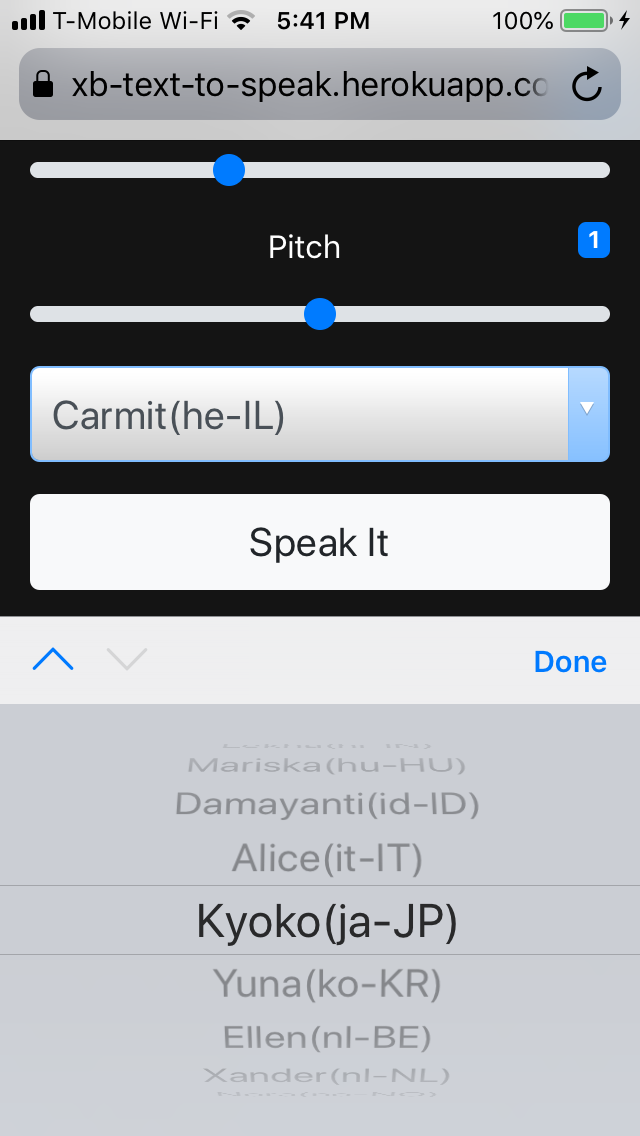 T-Mobile Wi-Fi 5:41 PM 100%
xb-text-to-speak.herokuapp.co
Pitch 1
Carmit(he-IL)
Speak It
Done
Mariska(hu-HU)
Damayanti(id-ID)
Alice(it-IT)
Kyoko(ja-JP)
Yuna(ko-KR)
Ellen(nl-BE)
Xander(nl-NL)